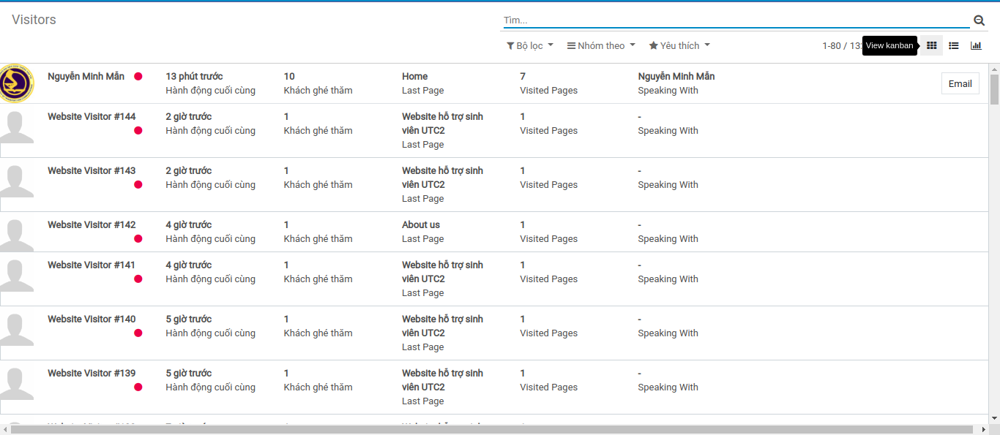 Visitors
Tìm...
Bộ lọc Nhóm theo Yêu thích
1-80 / 13
View kanban
Nguyễn Minh Mẫn 13 phút trước 10 Home 7 Nguyễn Minh Mẫn
Hành động cuối cùng Khách ghé thăm Last Page Visited Pages Speaking With
Email
Website Visitor #144 2 giờ trước 1 Website hỗ trợ sinh 1 -
Hành động cuối cùng Khách ghé thăm viên UTC2 Visited Pages Speaking With
Last Page
Website Visitor #143 2 giờ trước 1 Website hỗ trợ sinh 1 -
Hành động cuối cùng Khách ghé thăm viên UTC2 Visited Pages Speaking With
Last Page
Website Visitor #142 4 giờ trước 1 About us 1 -
Hành động cuối cùng Khách ghé thăm Last Page Visited Pages Speaking With
Website Visitor #141 4 giờ trước 1 Website hỗ trợ sinh 1 -
Hành động cuối cùng Khách ghé thăm viên UTC2 Visited Pages Speaking With
Last Page
Website Visitor #140 5 giờ trước 1 Website hỗ trợ sinh 1 -
Hành động cuối cùng Khách ghé thăm viên UTC2 Visited Pages Speaking With
Last Page
Website Visitor #139 5 giờ trước 1 Website hỗ trợ sinh 1 -
Hành động cuối cùng Khách ghé thăm viên UTC2 Visited Pages Speaking With
Last Page